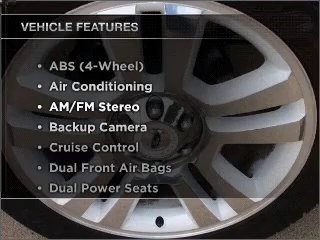 VEHICLE FEATURES
• ABS (4-Wheel)
• Air Conditioning
• AM/FM Stereo
• Backup Camera
• Cruise Control
• Dual Front Air Bags
• Dual Power Seats